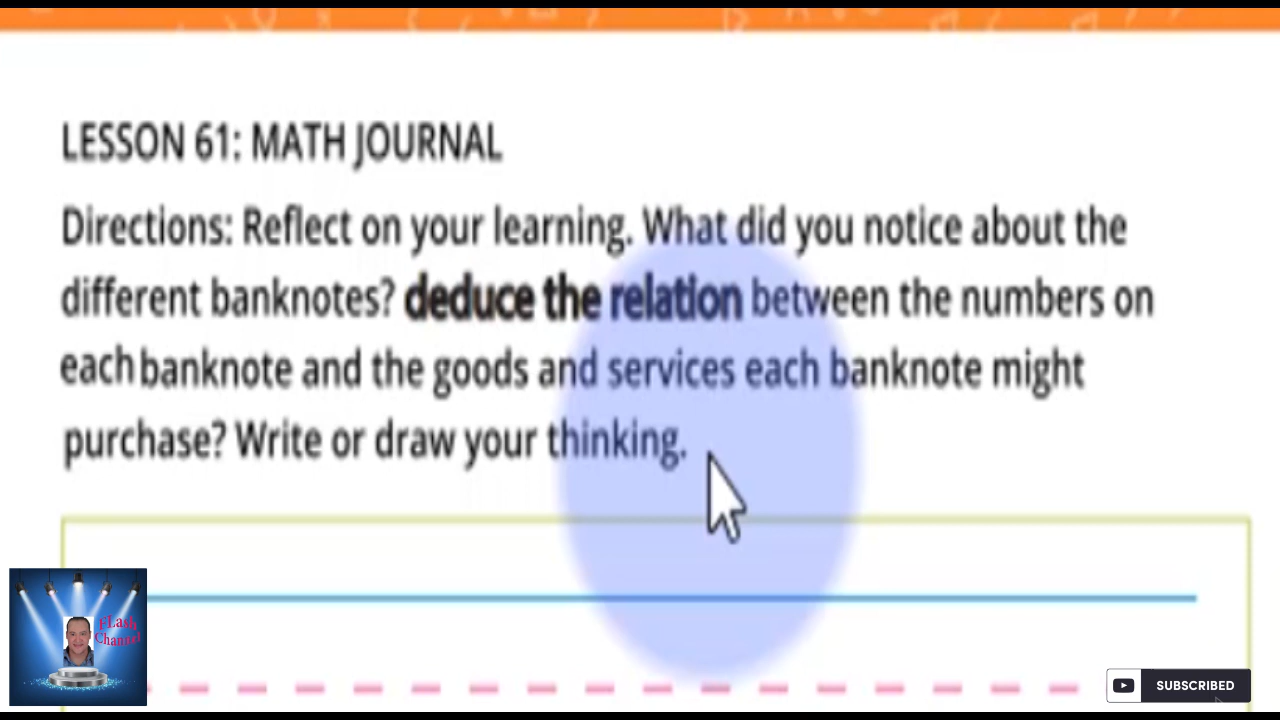 LESSON 61: MATH JOURNAL
Directions: Reflect on your learning. What did you notice about the
different banknotes? deduce the relation between the numbers on
each banknote and the goods and services each banknote might
purchase? Write or draw your thinking.
FLash
Channel
SUBSCRIBED